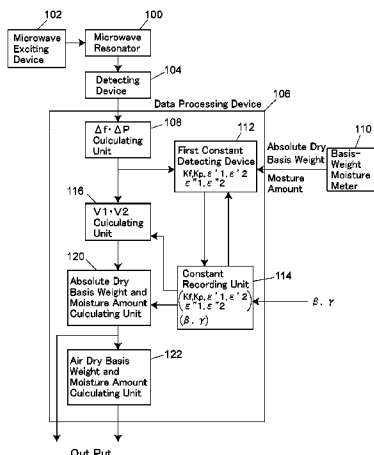 102
100
Microwave
Exciting
Device
Microwave
Resonator
104
Detecting
Device
Data Processing Device
106
108
Δf・ΔP
Calculating
Unit
112
First Constant
Detecting Device
Kf,Kp,ε'1,ε'2
ε"1,ε"2
Absolute Dry
Basis Weight
Mosture
Amount
110
Basis-
Weight
Moisture
Meter
116
V1・V2
Calculating
Unit
120
Absolute Dry
Basis Weight and
Moisture Amount
Calculating Unit
Constant
Recording Unit
114
(Kf,Kp,ε'1,ε'2
ε"1,ε"2)
(β, γ)
β, γ
122
Air Dry Basis
Weight and
Moisture Amount
Calculating Unit
Out Put